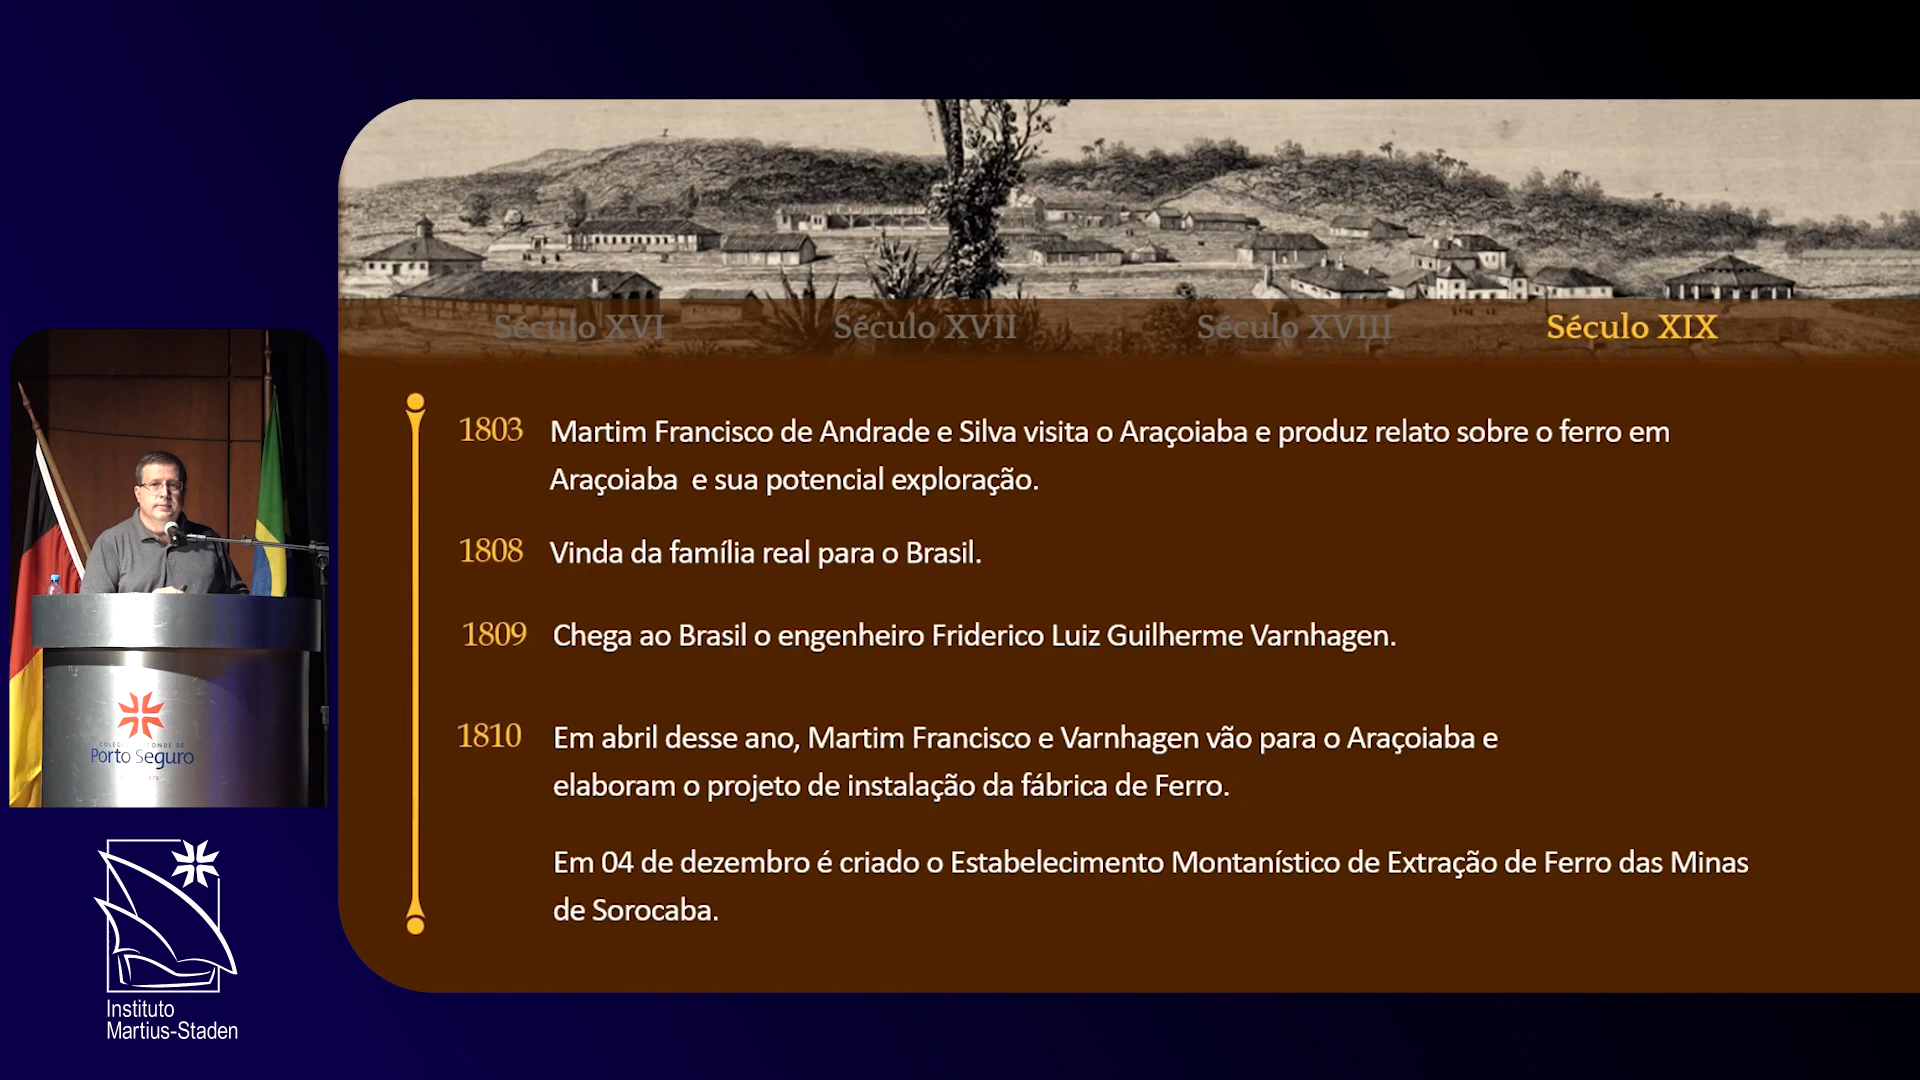 Século XVI
Século XVII
Século XVIII
Século XIX
1803 Martim Francisco de Andrade e Silva visita o Araçoiaba e produz relato sobre o ferro em
Araçoiaba e sua potencial exploração.
1808 Vinda da família real para o Brasil.
1809 Chega ao Brasil o engenheiro Friderico Luiz Guilherme Varnhagen.
1810 Em abril desse ano, Martim Francisco e Varnhagen vão para o Araçoiaba e
elaboram o projeto de instalação da fábrica de Ferro.
Em 04 de dezembro é criado o Estabelecimento Montanístico de Extração de Ferro das Minas
de Sorocaba.
Porto Seguro
Instituto
Martius-Staden